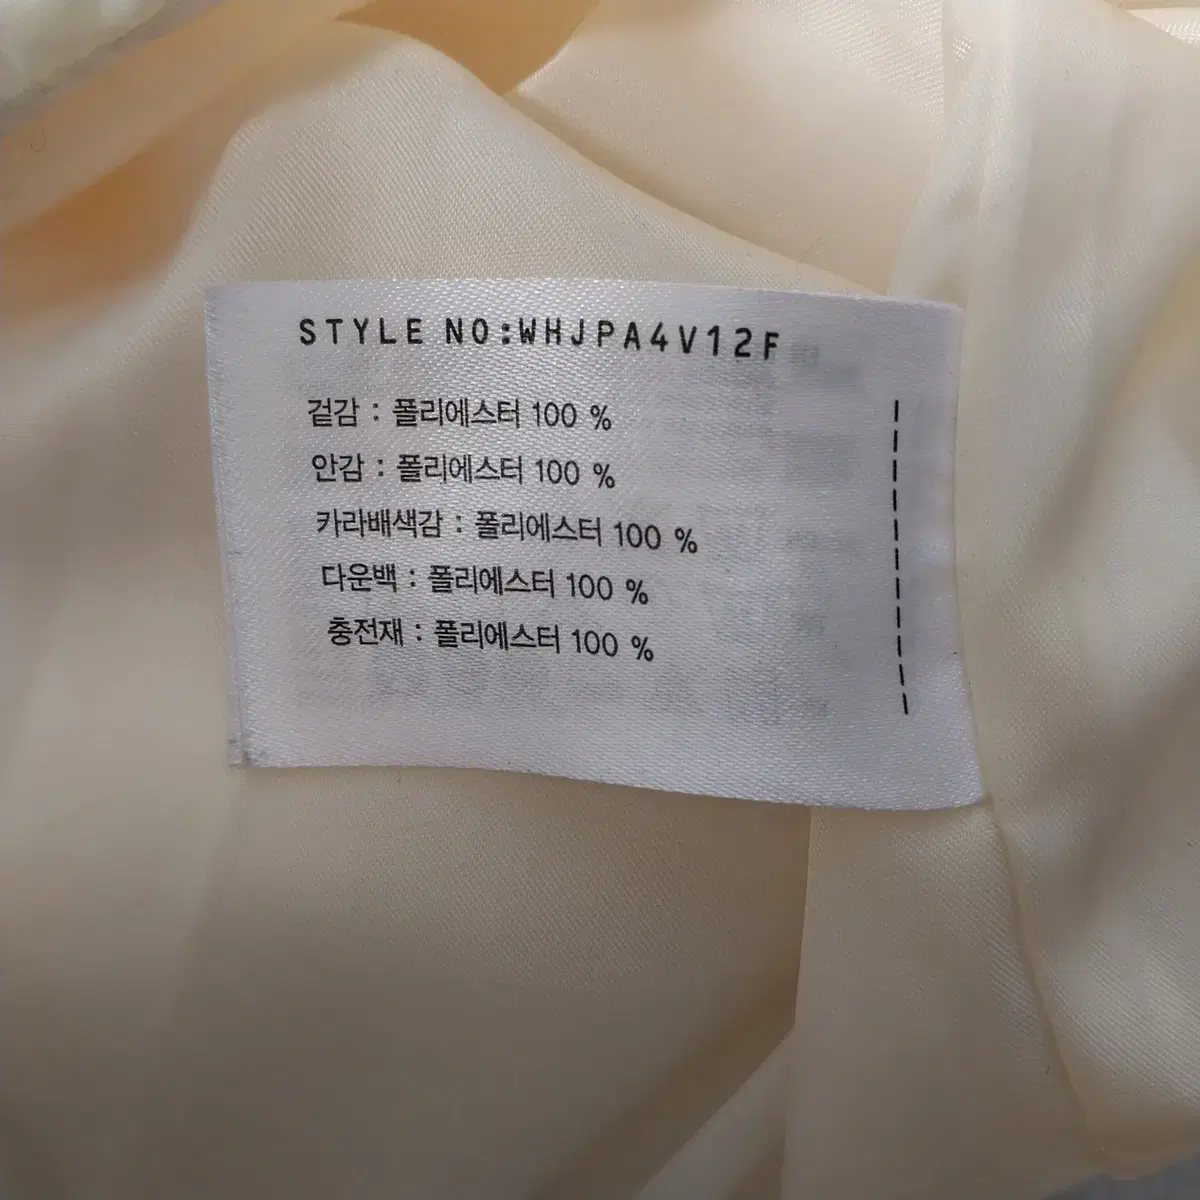 STYLE NO:WHJPA4V12F
겉감 : 폴리에스터 100 %
안감 : 폴리에스터 100 %
카라배색감 : 폴리에스터 100 %
다운백 : 폴리에스터 100 %
충전재 : 폴리에스터 100 %